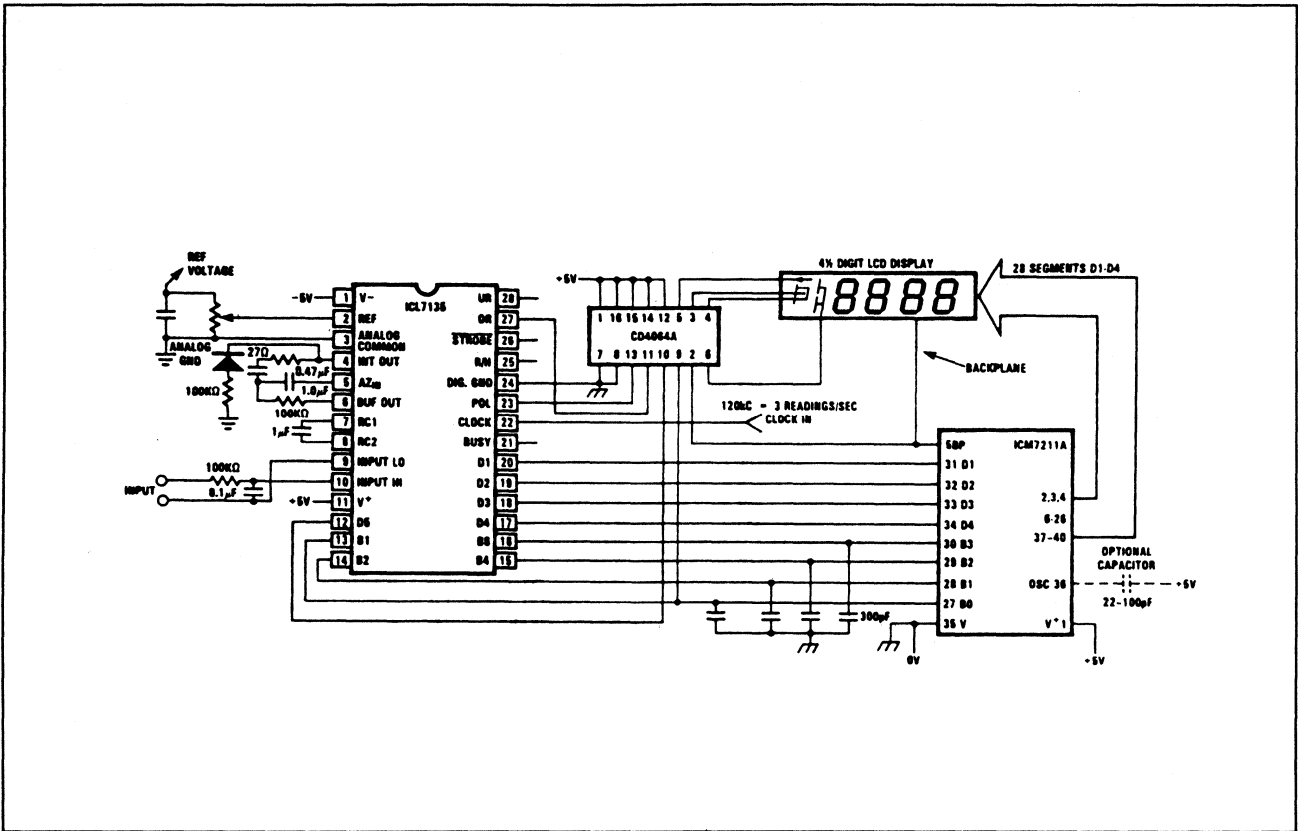 REF
VOLTAGE
-5V
ANALOG
GND
27Ω
0.47µF
1.0µF
100KΩ
100KΩ
1µF
100KΩ
0.1µF
INPUT
+5V
ICL7135
1 V-
2 REF
3 ANALOG
COMMON
4 INT OUT
5 AZIN
6 BUF OUT
7 RC1
8 RC2
9 INPUT LO
10 INPUT IN
11 V+
12 D5
13 B1
14 B2
UR 28
OR 27
STROBE 26
R/H 25
DIG. GND 24
POL 23
CLOCK 22
BUSY 21
D1 20
D2 19
D3 18
D4 17
B8 16
B4 15
+5V
1 16 15 14 12 5 3 4
CD4054A
7 8 13 11 10 9 2 6
4½ DIGIT LCD DISPLAY
8888
28 SEGMENTS D1-D4
BACKPLANE
120kC = 3 READINGS/SEC
CLOCK IN
300pF
ICM7211A
5BP
31 D1
32 D2
33 D3
34 D4
30 B3
29 B2
28 B1
27 B0
35 V
2,3,4
6-26
37-40
OSC 36
V+ 1
OPTIONAL
CAPACITOR
+5V
22-100pF
0V
+5V